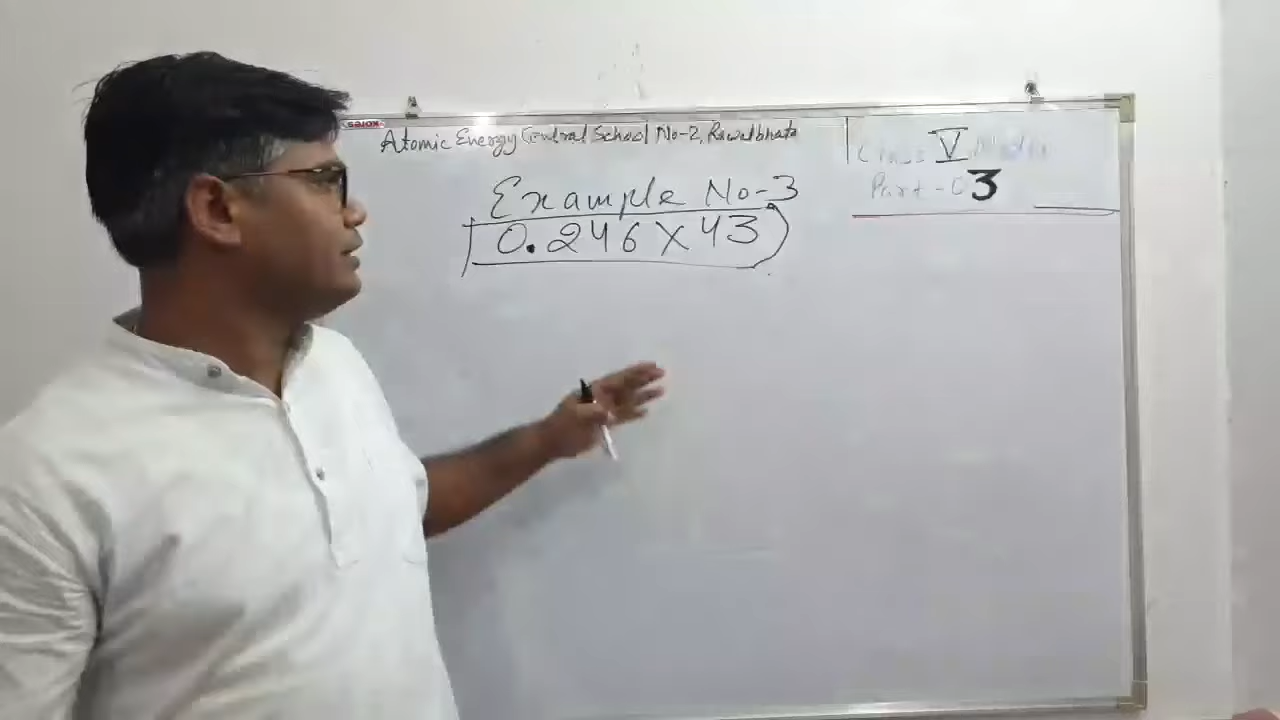 Atomic Energy Central School No-2, Rawatbhata
Class V Maths
Part-03
Example No-3
0.246 X 43